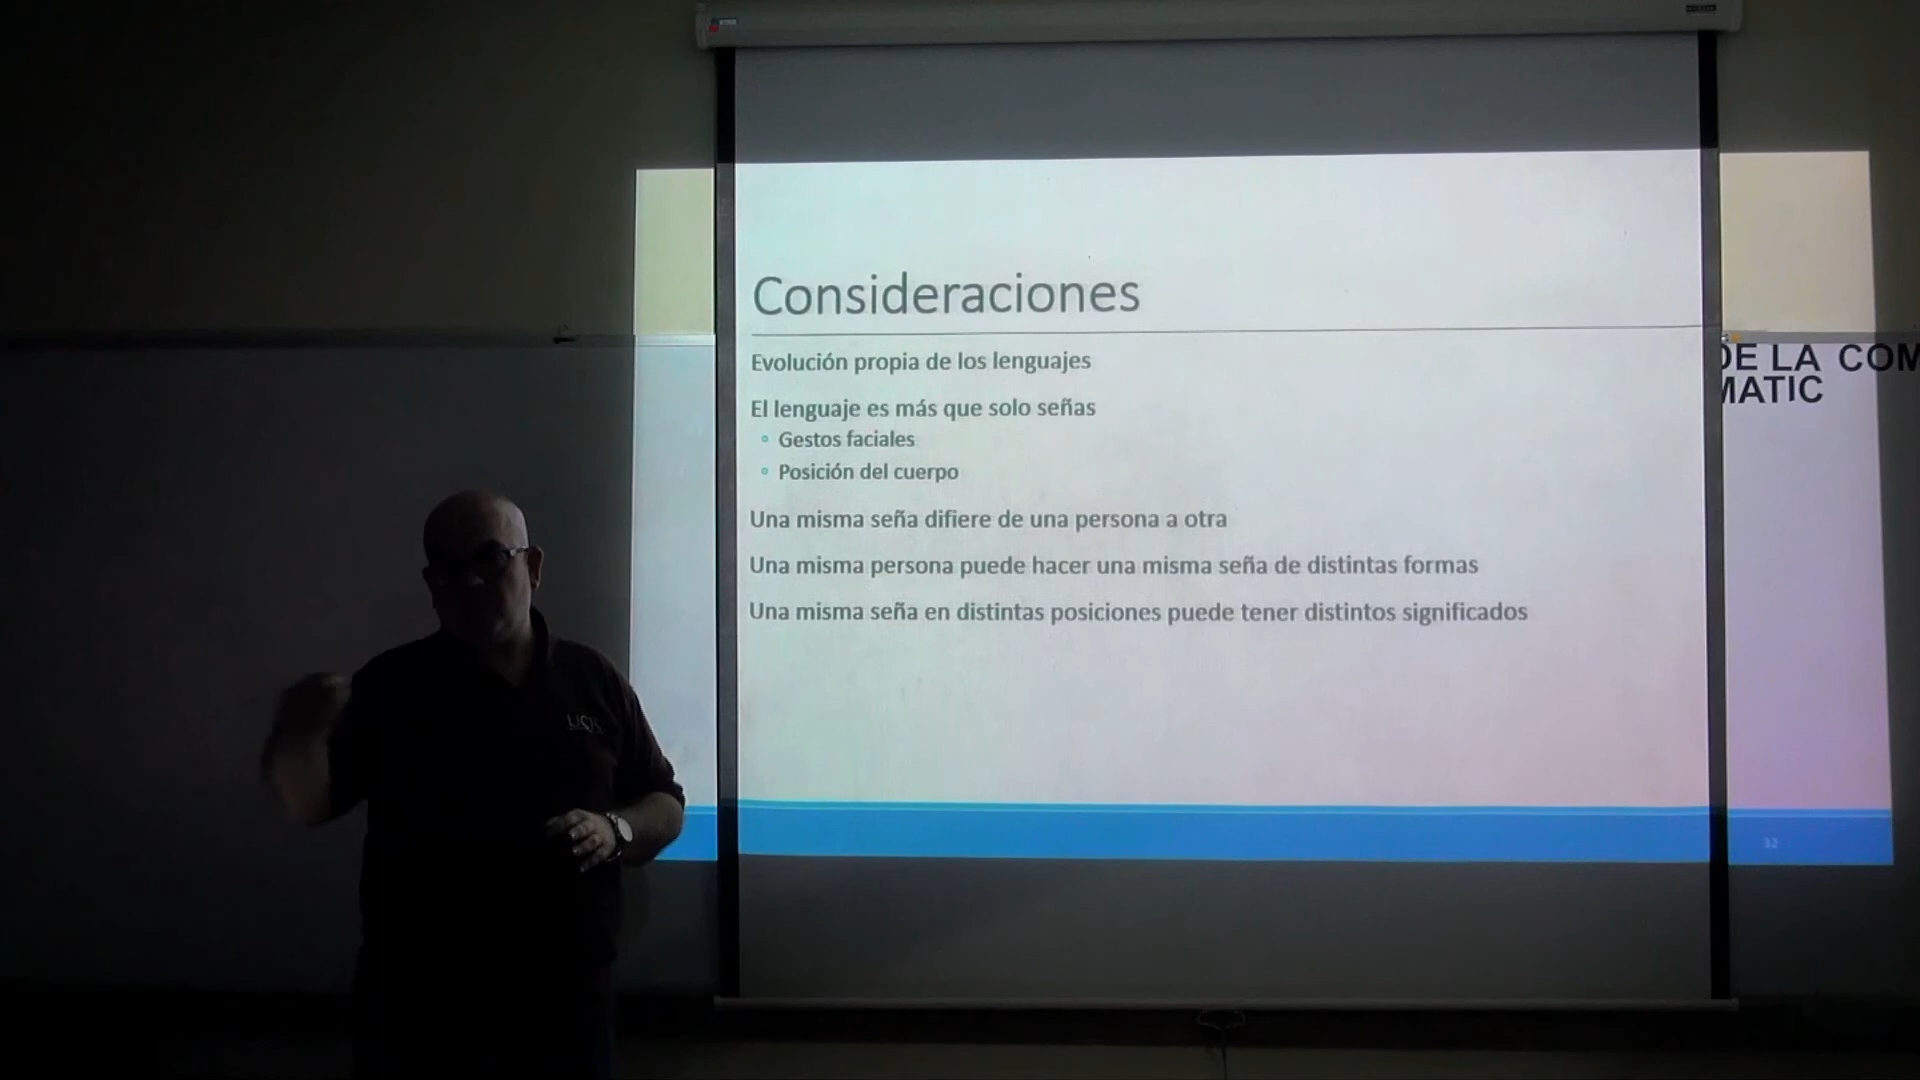 Consideraciones
Evolución propia de los lenguajes
El lenguaje es más que solo señas
Gestos faciales
Posición del cuerpo
Una misma seña difiere de una persona a otra
Una misma persona puede hacer una misma seña de distintas formas
Una misma seña en distintas posiciones puede tener distintos significados
DE LA COM
MATIC
32